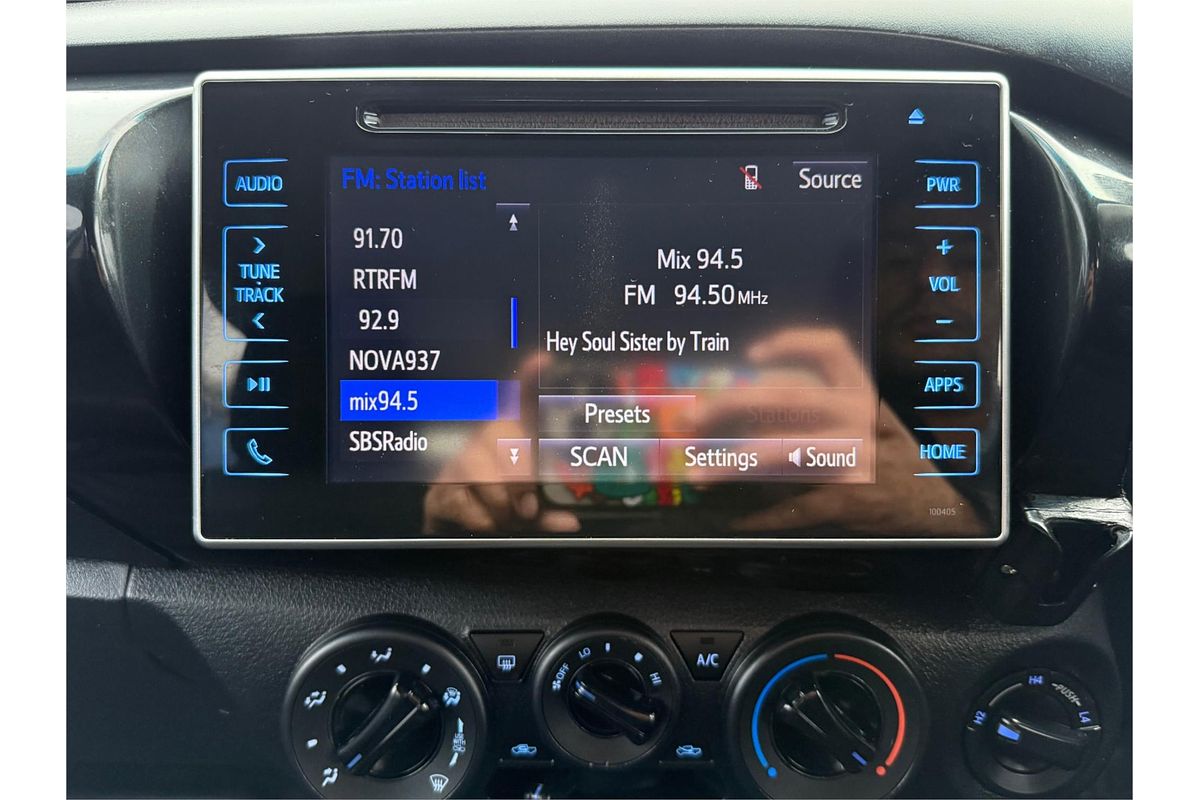 AUDIO
TUNE
TRACK
FM: Station list
91.70
RTRFM
92.9
NOVA937
mix94.5
SBSRadio
Source
Mix 94.5
FM 94.50 MHz
Hey Soul Sister by Train
Presets
Stations
SCAN
Settings
Sound
PWR
+
VOL
-
APPS
HOME
100405
OFF
LO
HI
A/C
USE
WITH
H2
H4
PUSH
L4